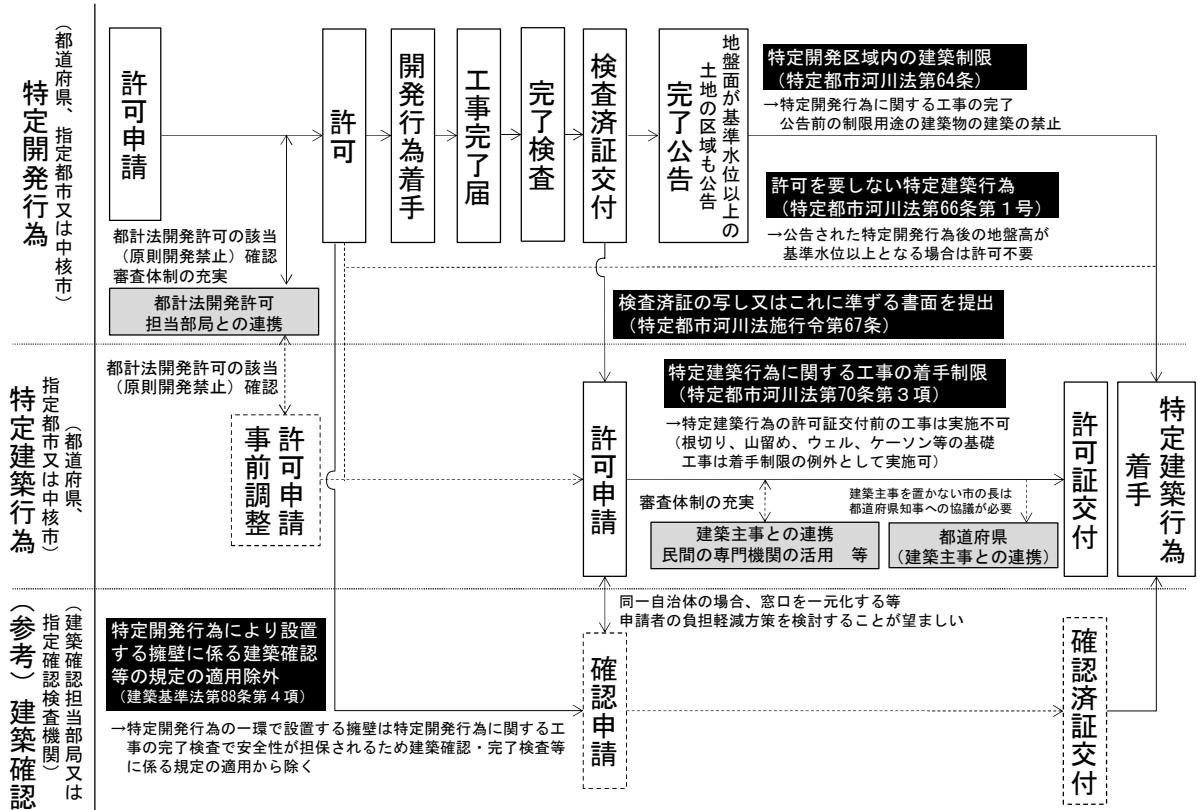 特定開発行為
（都道府県、指定都市又は中核市）
許可申請
許可
開発行為着手
工事完了届
完了検査
検査済証交付
完了公告
地盤面が基準水位以上の
土地の区域も公告
特定開発区域内の建築制限
（特定都市河川法第64条）
→特定開発行為に関する工事の完了
公告前の制限用途の建築物の建築の禁止
許可を要しない特定建築行為
（特定都市河川法第66条第１号）
→公告された特定開発行為後の地盤高が
基準水位以上となる場合は許可不要
都計法開発許可の該当
（原則開発禁止）確認
審査体制の充実
都計法開発許可
担当部局との連携
検査済証の写し又はこれに準ずる書面を提出
（特定都市河川法施行令第67条）
特定建築行為
（都道府県、
指定都市又は中核市）
都計法開発許可の該当
（原則開発禁止）確認
許可申請
事前調整
許可申請
特定建築行為に関する工事の着手制限
（特定都市河川法第70条第３項）
→特定建築行為の許可証交付前の工事は実施不可
（根切り、山留め、ウェル、ケーソン等の基礎
工事は着手制限の例外として実施可）
審査体制の充実
建築主事との連携
民間の専門機関の活用　等
建築主事を置かない市の長は
都道府県知事への協議が必要
都道府県
（建築主事との連携）
許可証交付
特定建築行為
着手
（参考）建築確認
（建築確認担当部局又は
指定確認検査機関）
同一自治体の場合、窓口を一元化する等
申請者の負担軽減方策を検討することが望ましい
特定開発行為により設置
する擁壁に係る建築確認
等の規定の適用除外
（建築基準法第88条第４項）
→特定開発行為の一環で設置する擁壁は特定開発行為に関する工
事の完了検査で安全性が担保されるため建築確認・完了検査等
に係る規定の適用から除く
確認申請
確認済証交付